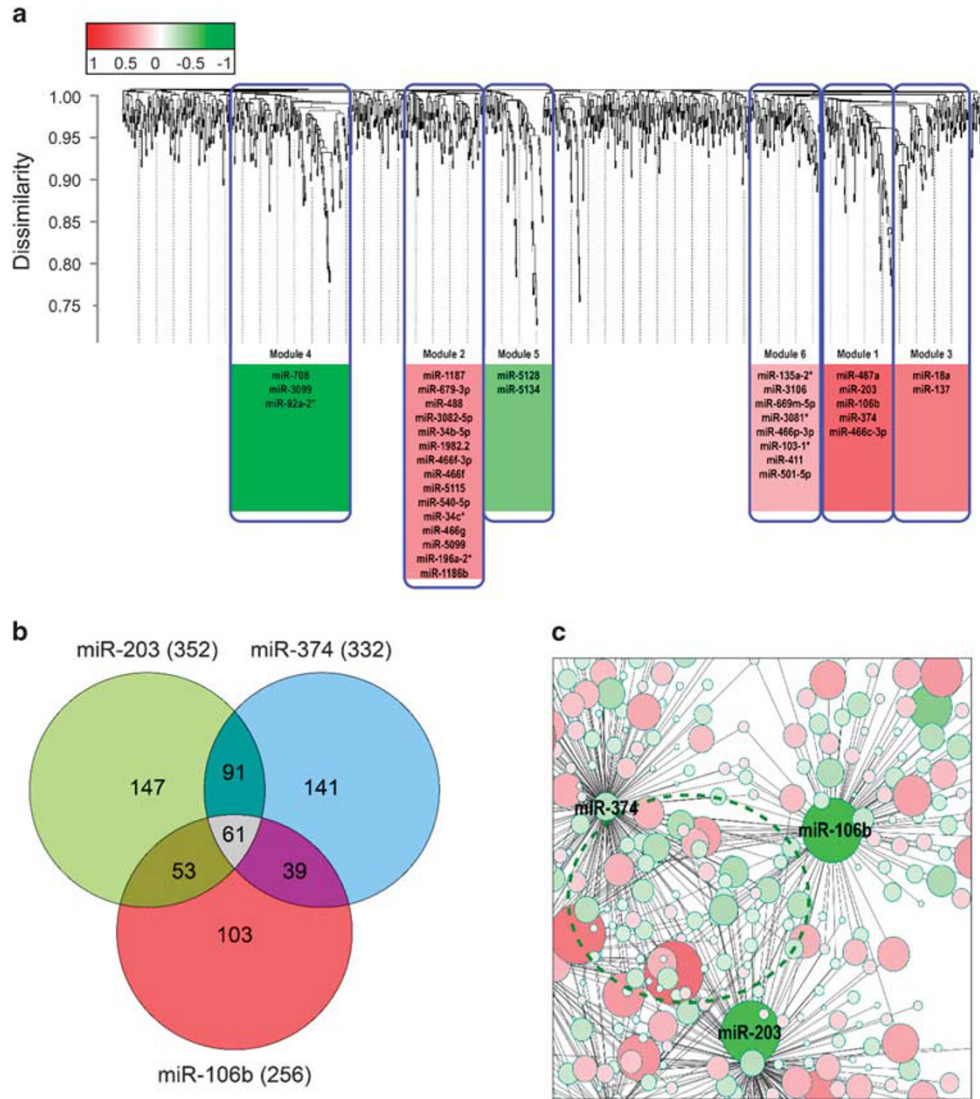 a
1 0.5 0 -0.5 -1
Dissimilarity
1.00
0.95
0.90
0.85
0.80
0.75
Module 4
miR-708
miR-3099
miR-92a-2*
Module 2
miR-1187
miR-679-3p
miR-488
miR-3082-5p
miR-34b-5p
miR-1982.2
miR-466f-3p
miR-466f
miR-5115
miR-540-5p
miR-34c*
miR-466g
miR-5099
miR-196a-2*
miR-1186b
Module 5
miR-5128
miR-5134
Module 6
miR-135a-2*
miR-3106
miR-669m-5p
miR-3081*
miR-466p-3p
miR-103-1*
miR-411
miR-501-5p
Module 1
miR-467a
miR-203
miR-106b
miR-374
miR-466c-3p
Module 3
miR-18a
miR-137
b
miR-203 (352) miR-374 (332)
147
91
141
61
53
39
103
miR-106b (256)
c
miR-374
miR-106b
miR-203